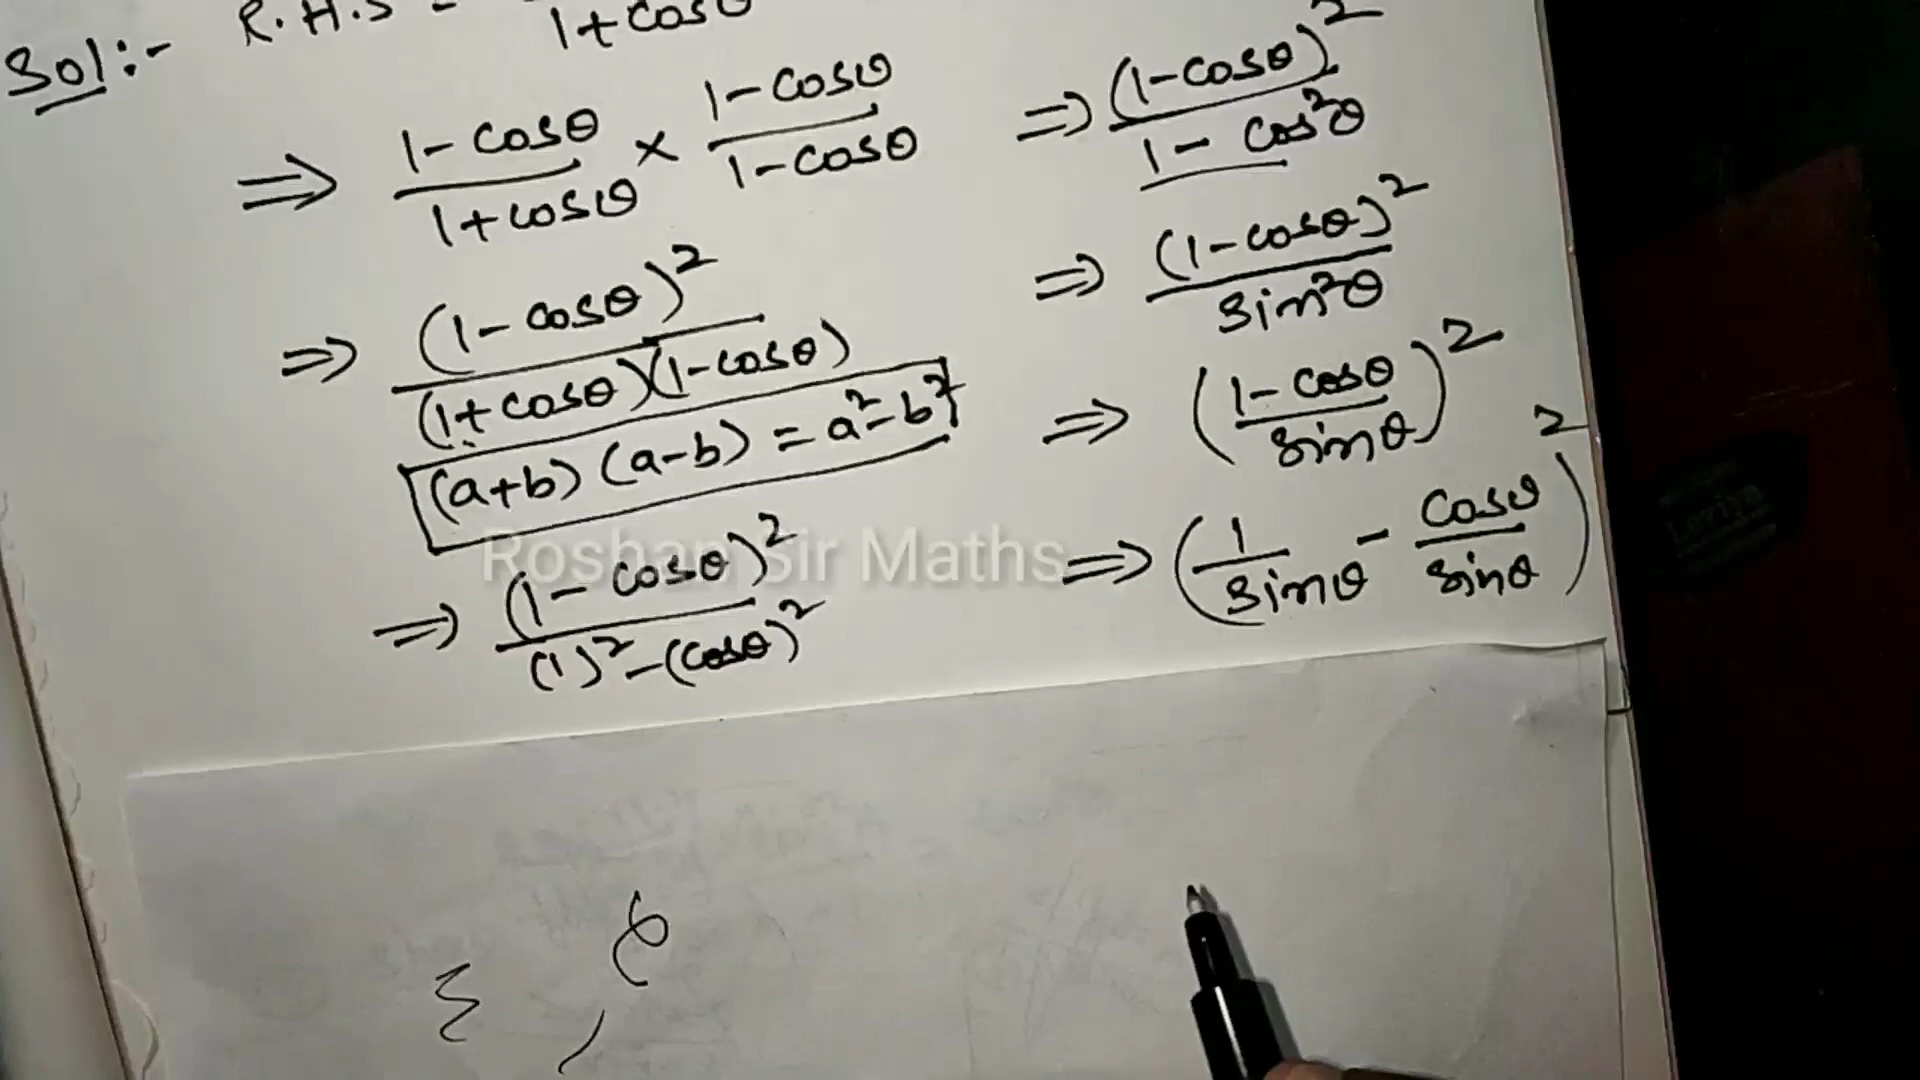 Sol:- R.H.S -
1+cosθ
⇒ 1-cosθ/1+cosθ × 1-cosθ/1-cosθ
⇒ (1-cosθ)²/(1+cosθ)(1-cosθ)
(a+b)(a-b) = a²-b²
⇒ (1-cosθ)²/(1)²-(cosθ)²
⇒ (1-cosθ)²/1-cos²θ
⇒ (1-cosθ)²/sin²θ
⇒ (1-cosθ/sinθ)²
⇒ (1/sinθ - cosθ/sinθ)²
Roshan Sir Maths